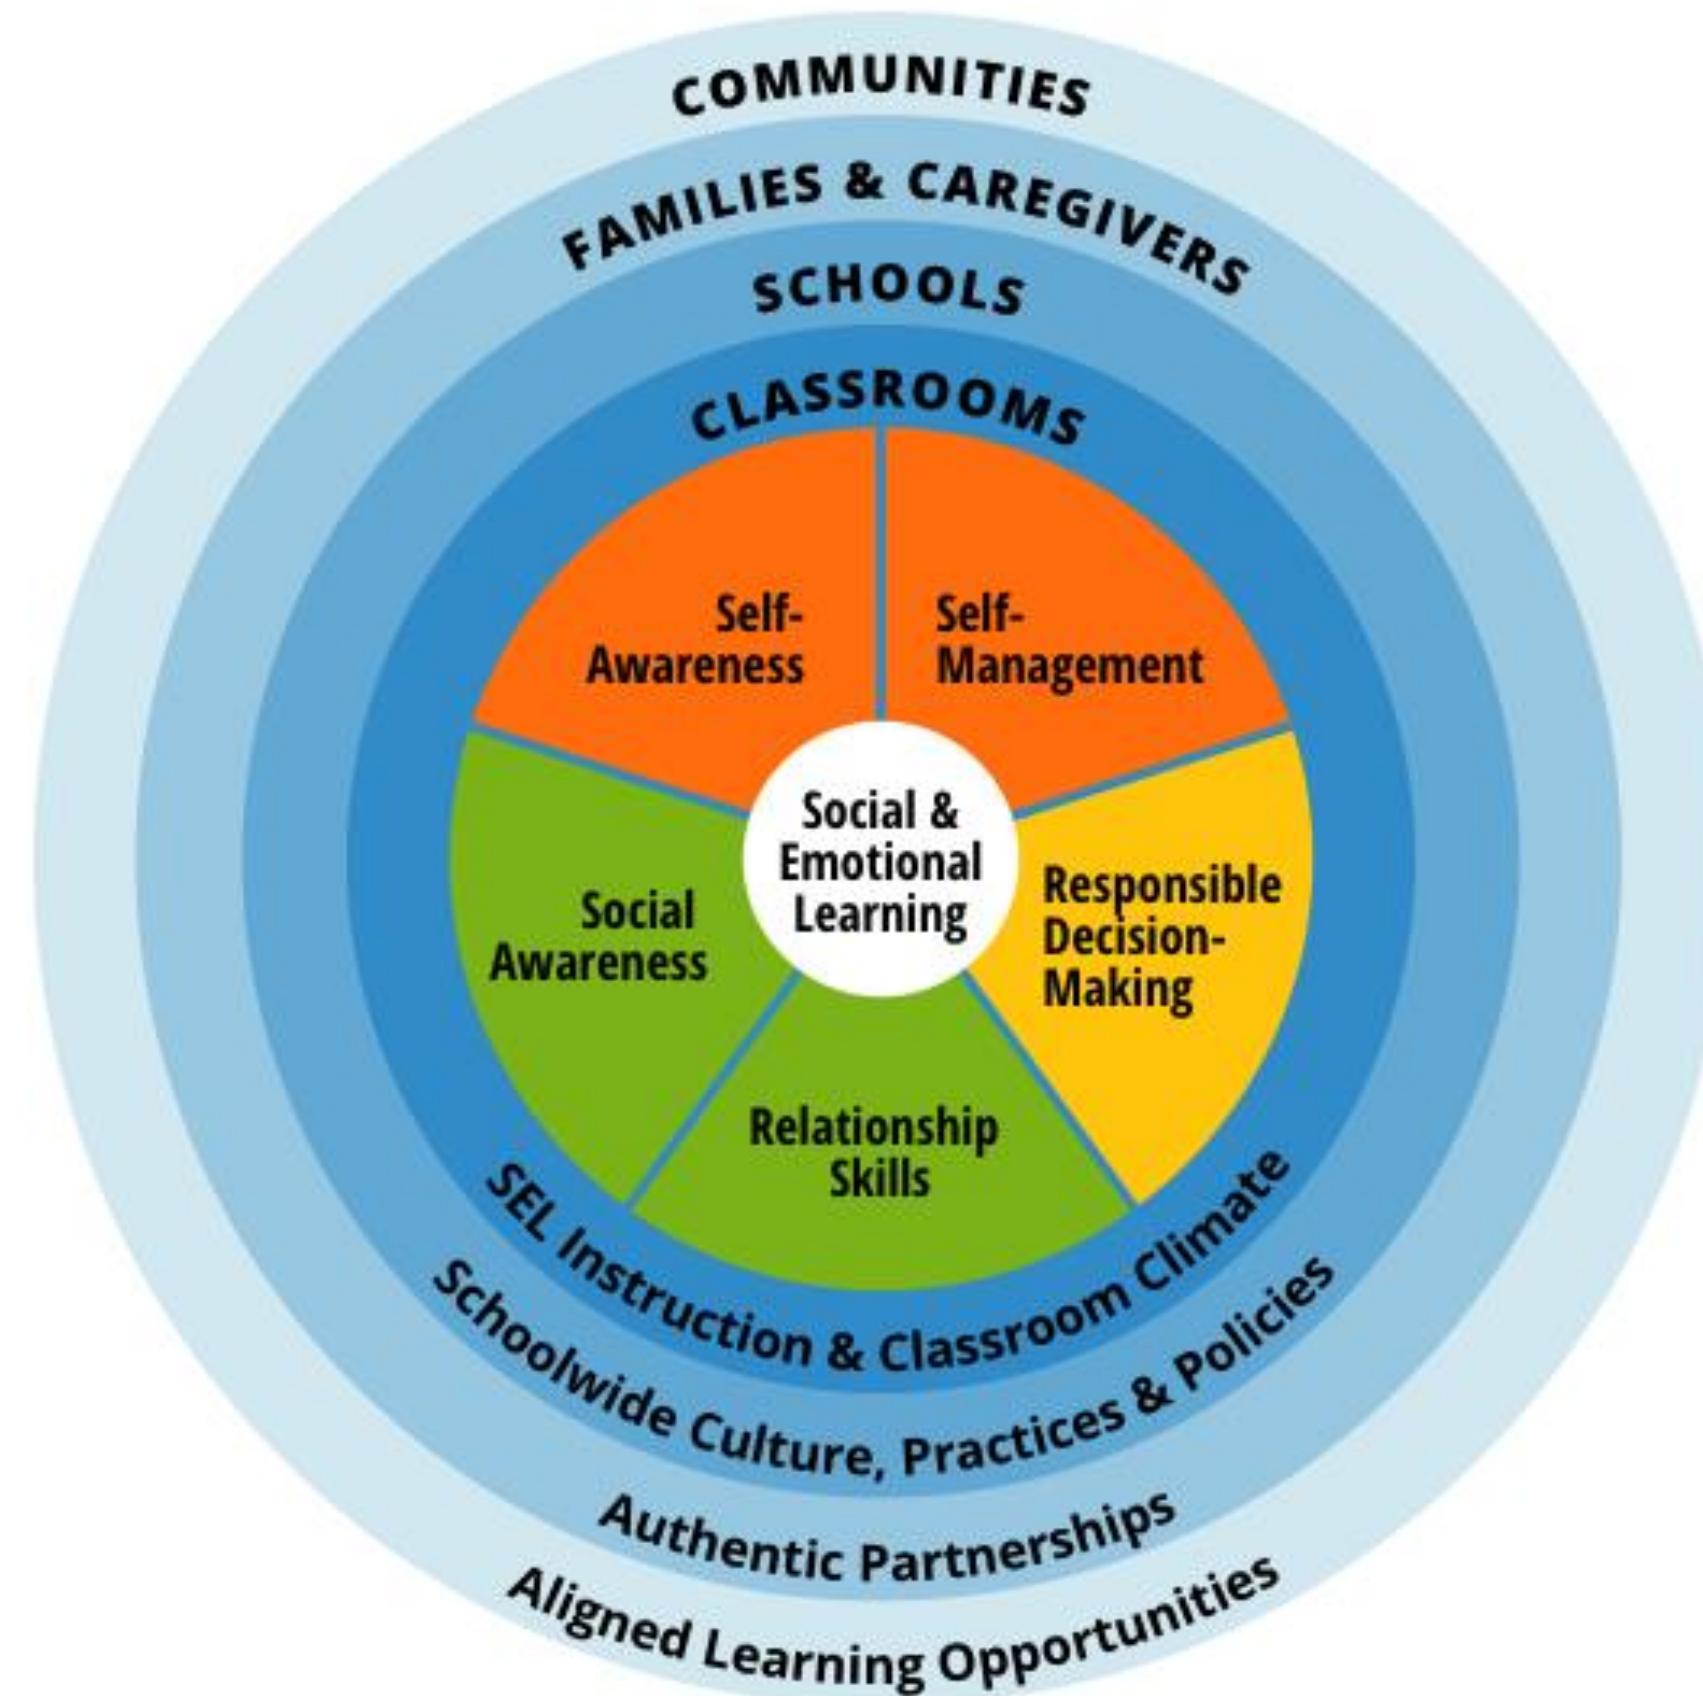 COMMUNITIES
FAMILIES & CAREGIVERS
SCHOOLS
CLASSROOMS
Self-
Awareness
Self-
Management
Social &
Emotional
Learning
Social
Awareness
Responsible
Decision-
Making
Relationship
Skills
SEL Instruction & Classroom Climate
Schoolwide Culture, Practices & Policies
Authentic Partnerships
Aligned Learning Opportunities